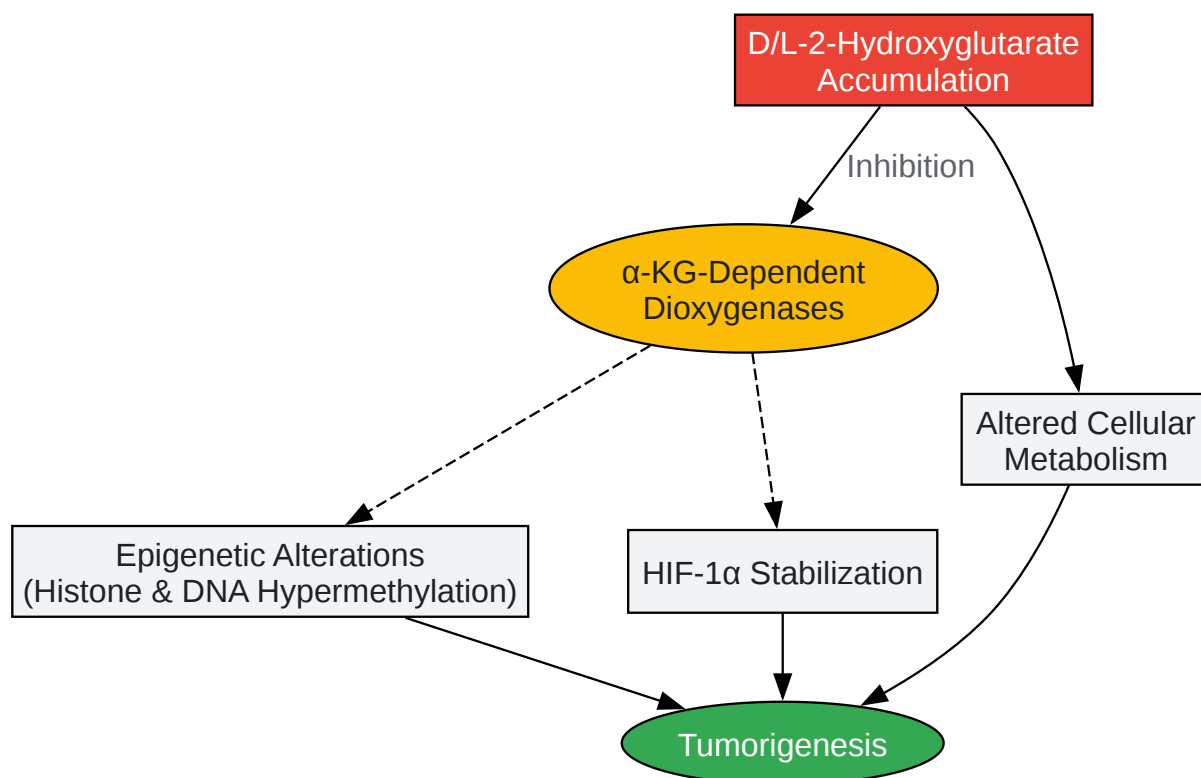 D/L-2-Hydroxyglutarate
Accumulation
Inhibition
α-KG-Dependent
Dioxygenases
Altered Cellular
Metabolism
Epigenetic Alterations
(Histone & DNA Hypermethylation)
HIF-1α Stabilization
Tumorigenesis